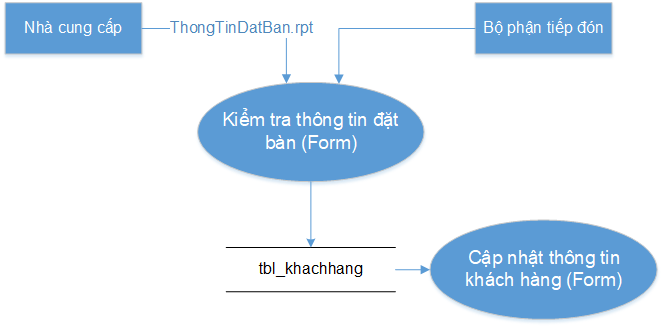 Nhà cung cấp
ThongTinDatBan.rpt
Bộ phận tiếp đón
Kiểm tra thông tin đặt
bàn (Form)
tbl_khachhang
Cập nhật thông tin
khách hàng (Form)